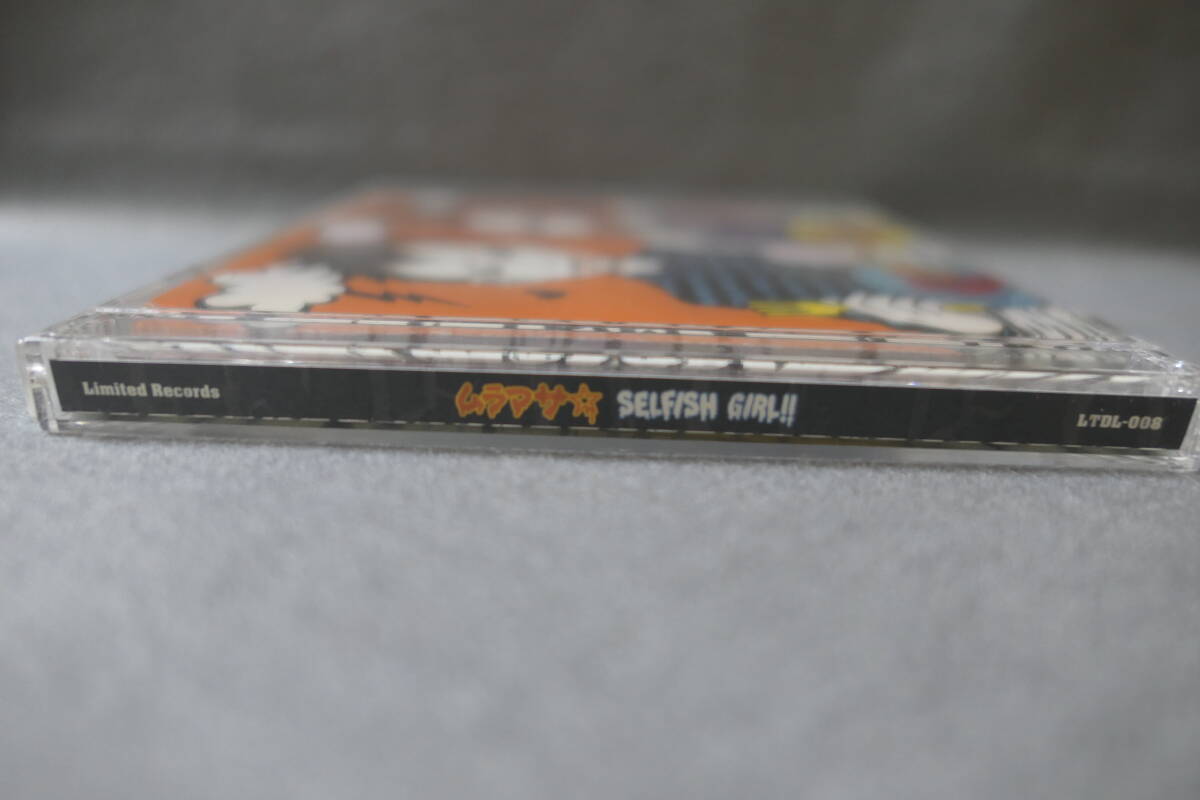 Limited Records
ムラマサ☆ SELFISH GIRL!!
LTDL-008